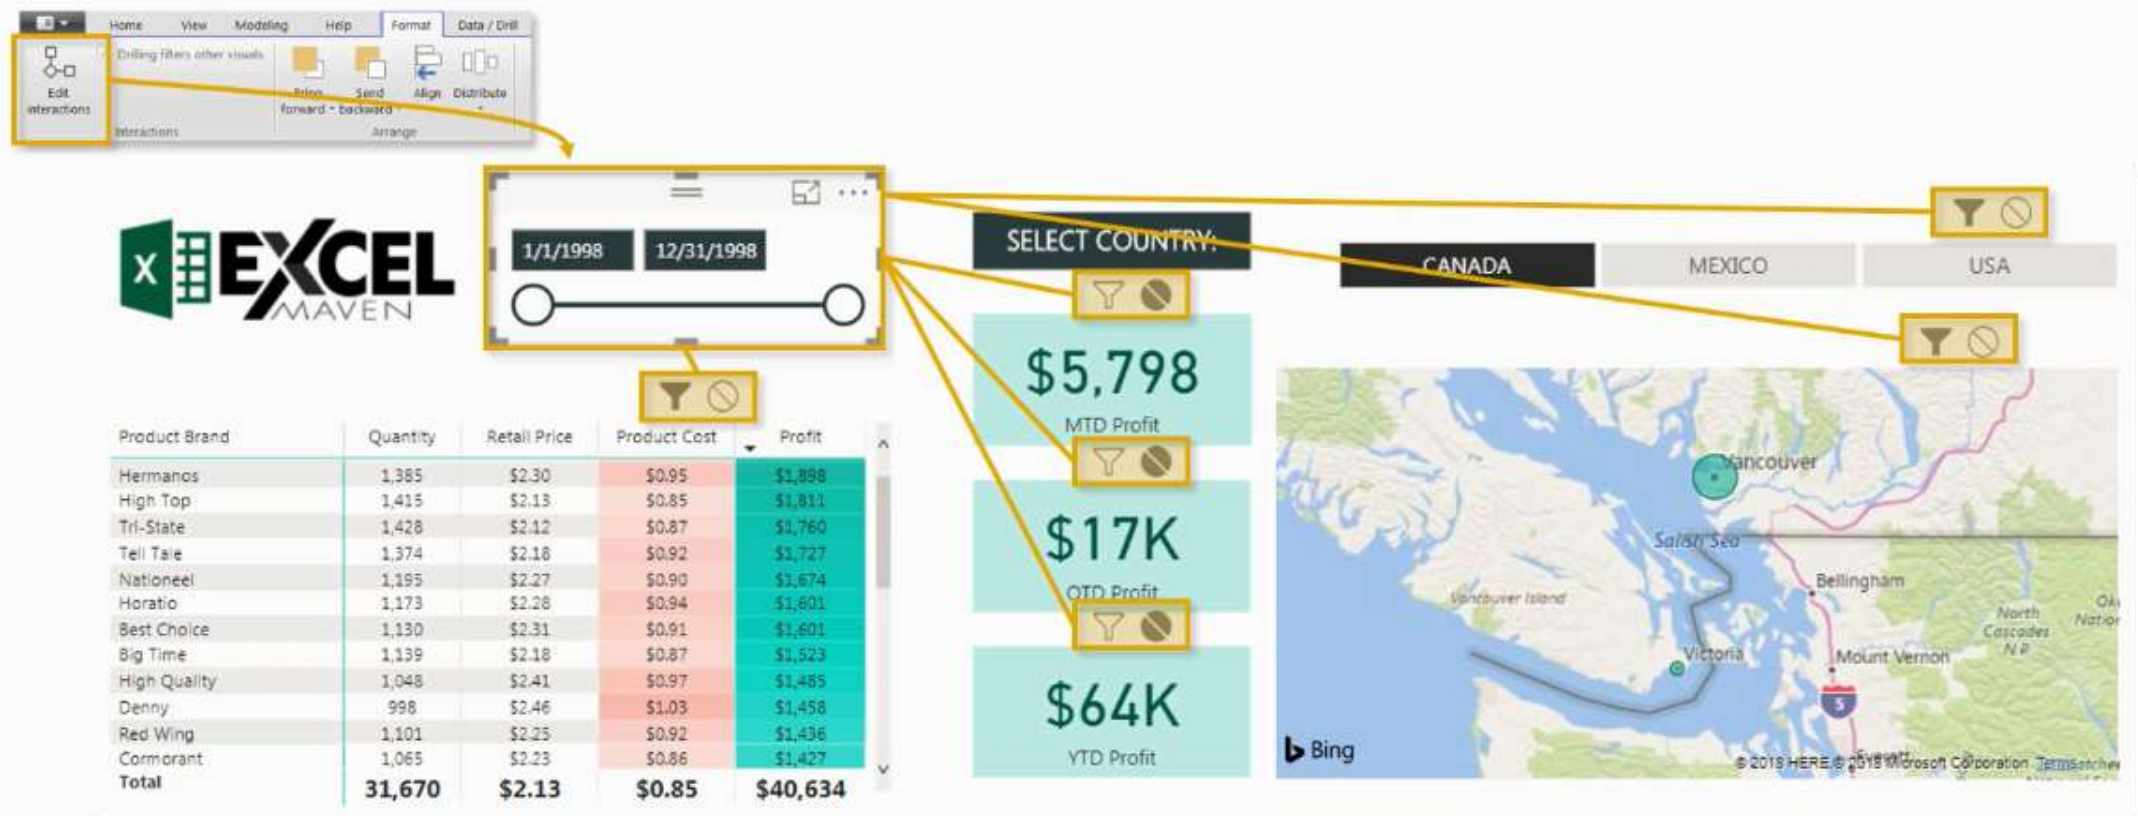 Home View Modeling Help Format Data / Drill
Drilling filters other visuals
Edit
interactions
Bring
forward
Send
backward
Align Distribute
Interactions Arrange
1/1/1998 12/31/1998
EXCEL
MAVEN
SELECT COUNTRY:
CANADA MEXICO USA
$5,798
MTD Profit
$17K
QTD Profit
$64K
YTD Profit
Product Brand Quantity Retail Price Product Cost Profit
Hermanos 1,385 $2.30 $0.95 $1,898
High Top 1,415 $2.13 $0.85 $1,811
Tri-State 1,428 $2.12 $0.87 $1,760
Tell Tale 1,374 $2.18 $0.92 $1,727
Nationeel 1,195 $2.27 $0.90 $1,674
Horatio 1,173 $2.28 $0.94 $1,601
Best Choice 1,130 $2.31 $0.91 $1,601
Big Time 1,139 $2.18 $0.87 $1,523
High Quality 1,048 $2.41 $0.97 $1,485
Denny 998 $2.46 $1.03 $1,458
Red Wing 1,101 $2.25 $0.92 $1,436
Cormorant 1,065 $2.23 $0.86 $1,427
Total 31,670 $2.13 $0.85 $40,634
Vancouver
Salish Sea
Bellingham
Vancouver Island
North
Cascades
N P
Victoria
Mount Vernon
5
Bing
Everett
© 2018 HERE © 2018 Microsoft Corporation Terms